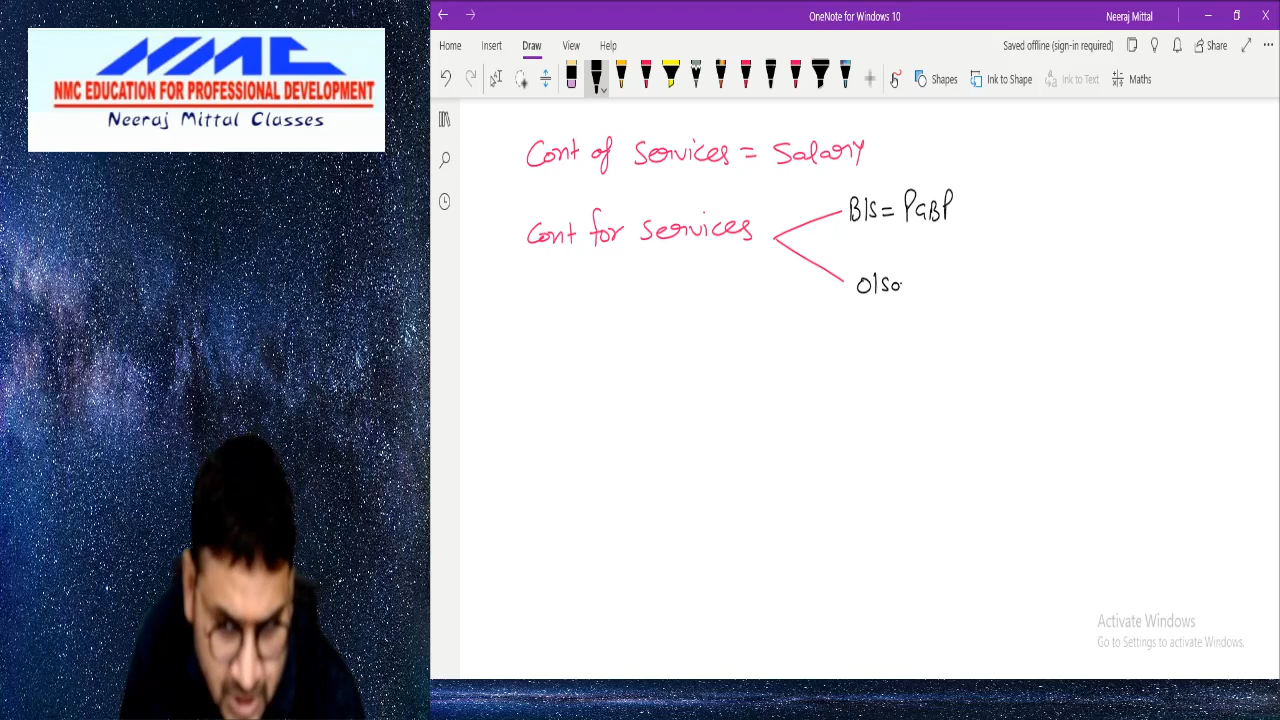 NMC
NMC EDUCATION FOR PROFESSIONAL DEVELOPMENT
Neeraj Mittal Classes
OneNote for Windows 10
Neeraj Mittal
Home Insert Draw View Help
Saved offline (sign-in required)
Share
Shapes
Ink to Shape
Ink to Text
Maths
Cont of Services = Salary
Cont for services
B|S = PGBP
O|So
Activate Windows
Go to Settings to activate Windows.